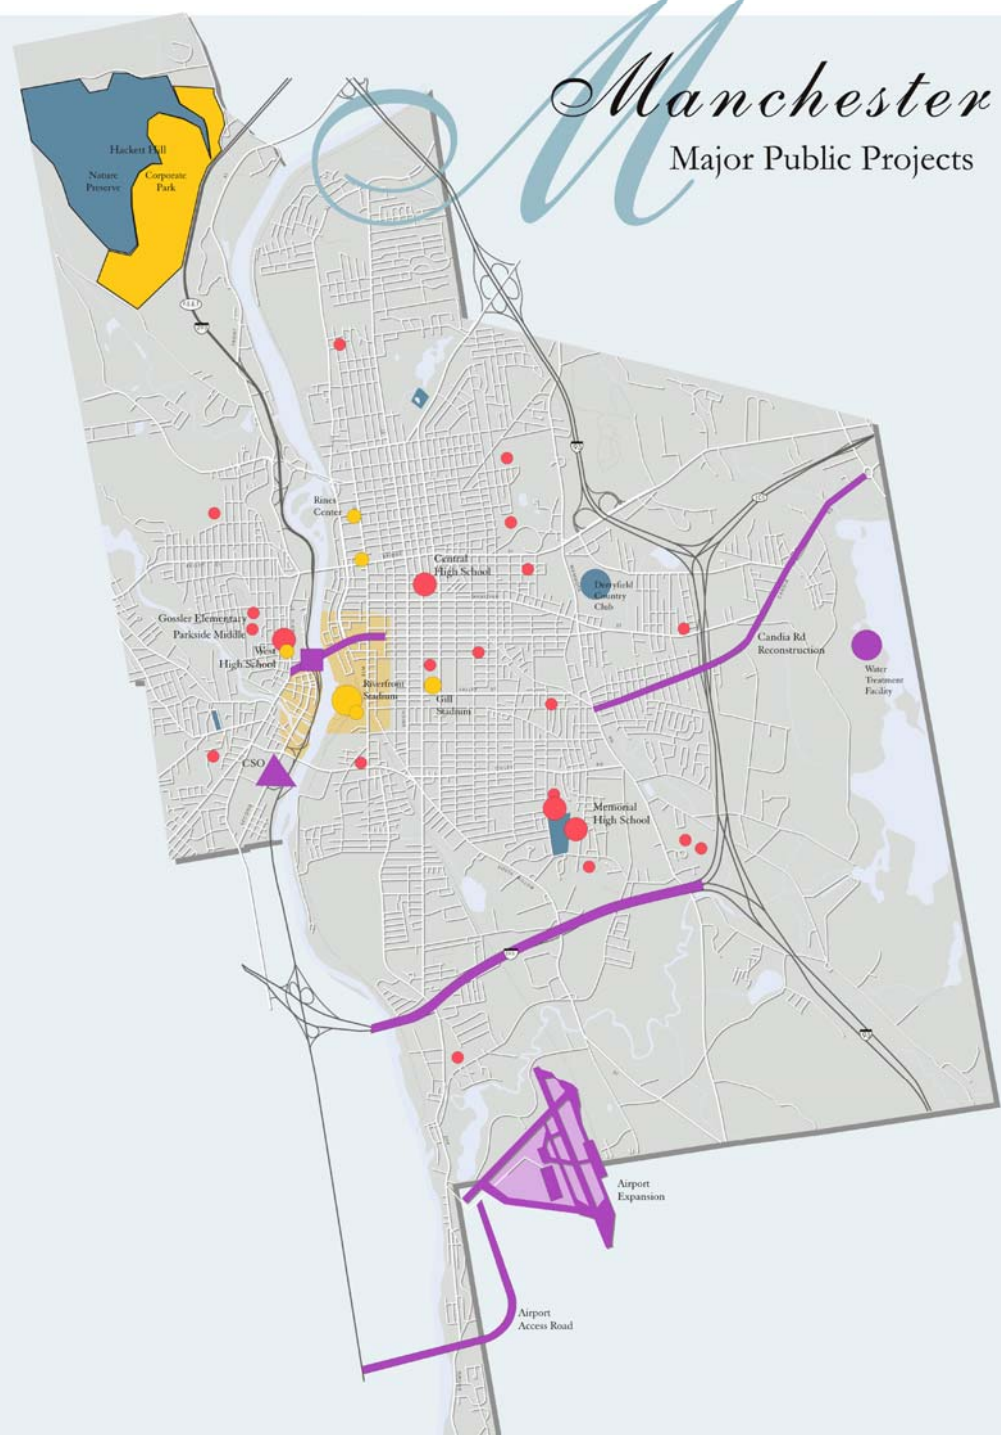 Manchester
Major Public Projects
Hackett Hill
Nature
Preserve
Corporate
Park
Rines
Center
Central
High School
Derryfield
Country
Club
Gossler Elementary
Parkside Middle
West
High School
Candia Rd
Reconstruction
Water
Treatment
Facility
Riverfront
Stadium
Gill
Stadium
CSO
Memorial
High School
Airport
Expansion
Airport
Access Road